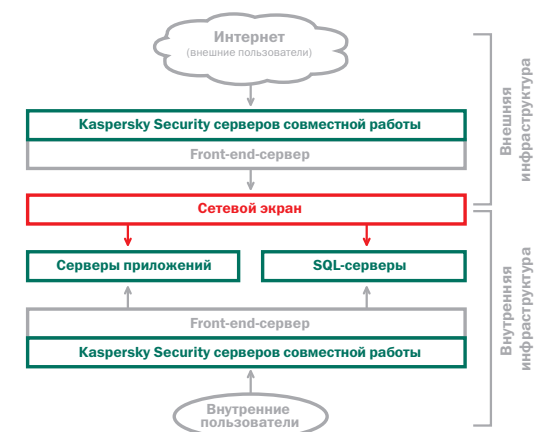 Интернет
(внешние пользователи)
Kaspersky Security серверов совместной работы
Front-end-сервер
Сетевой экран
Серверы приложений
SQL-серверы
Front-end-сервер
Kaspersky Security серверов совместной работы
Внутренние
пользователи
Внешняя
инфраструктура
Внутренняя
инфраструктура